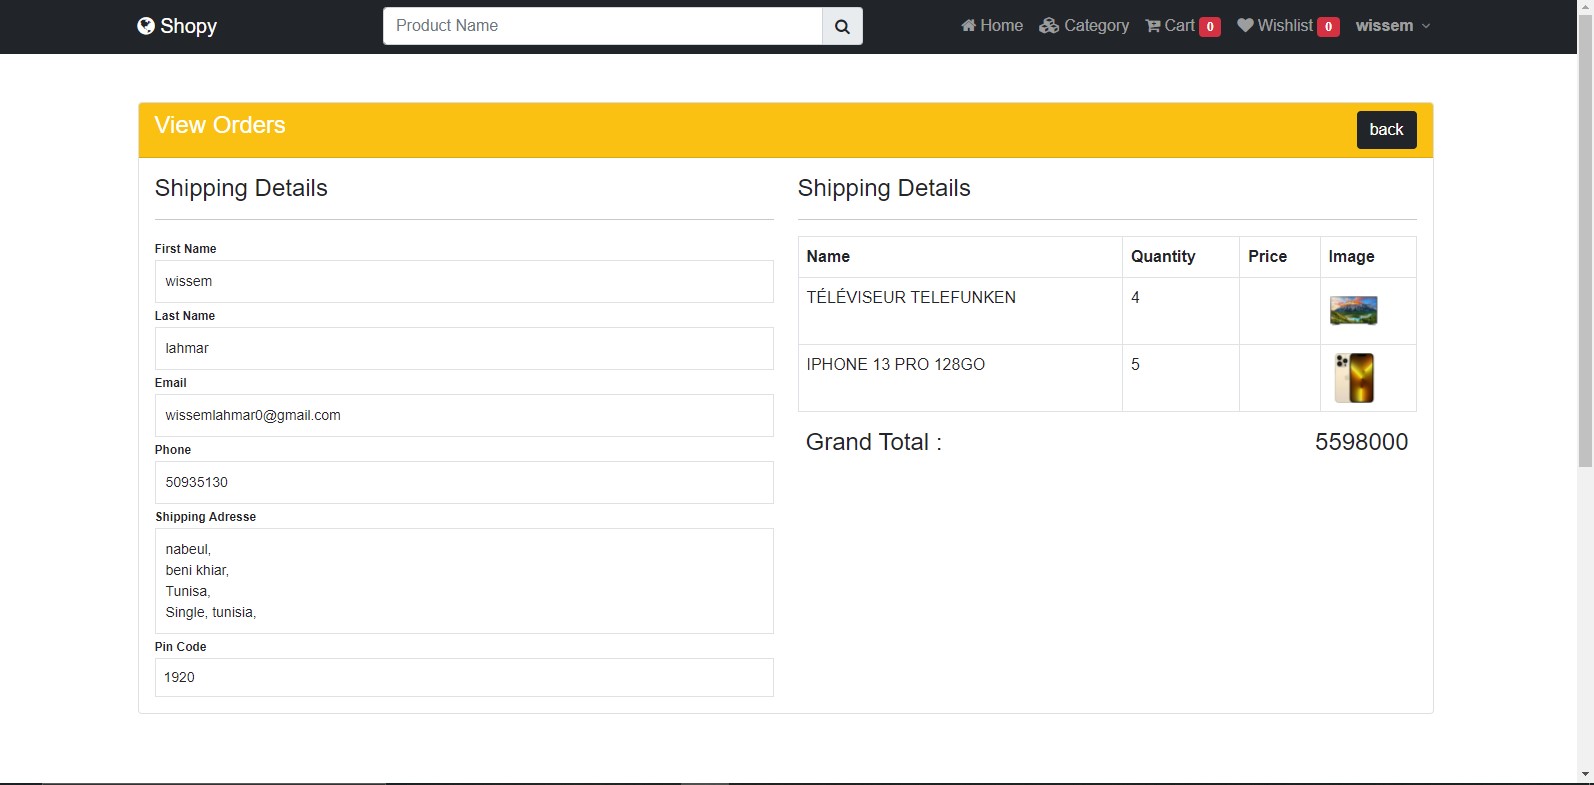 Shopy
Product Name
Home
Category
Cart 0
Wishlist 0
wissem
View Orders
back
Shipping Details
First Name
wissem
Last Name
lahmar
Email
wissemlahmar0@gmail.com
Phone
50935130
Shipping Adresse
nabeul,
beni khiar,
Tunisa,
Single, tunisia,
Pin Code
1920
Shipping Details
Name Quantity Price Image
TÉLÉVISEUR TELEFUNKEN 4
IPHONE 13 PRO 128GO 5
Grand Total : 5598000